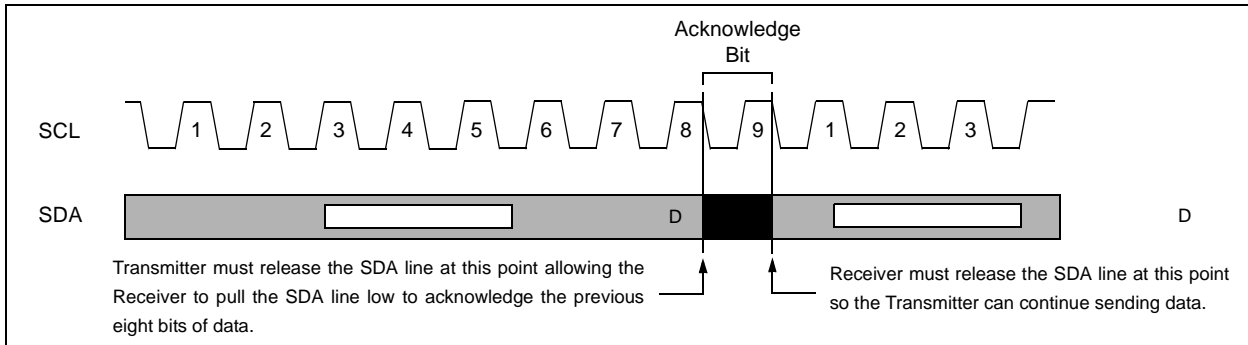 Acknowledge
Bit
SCL 1 2 3 4 5 6 7 8 9 1 2 3
SDA D D
Transmitter must release the SDA line at this point allowing the
Receiver to pull the SDA line low to acknowledge the previous
eight bits of data.
Receiver must release the SDA line at this point
so the Transmitter can continue sending data.